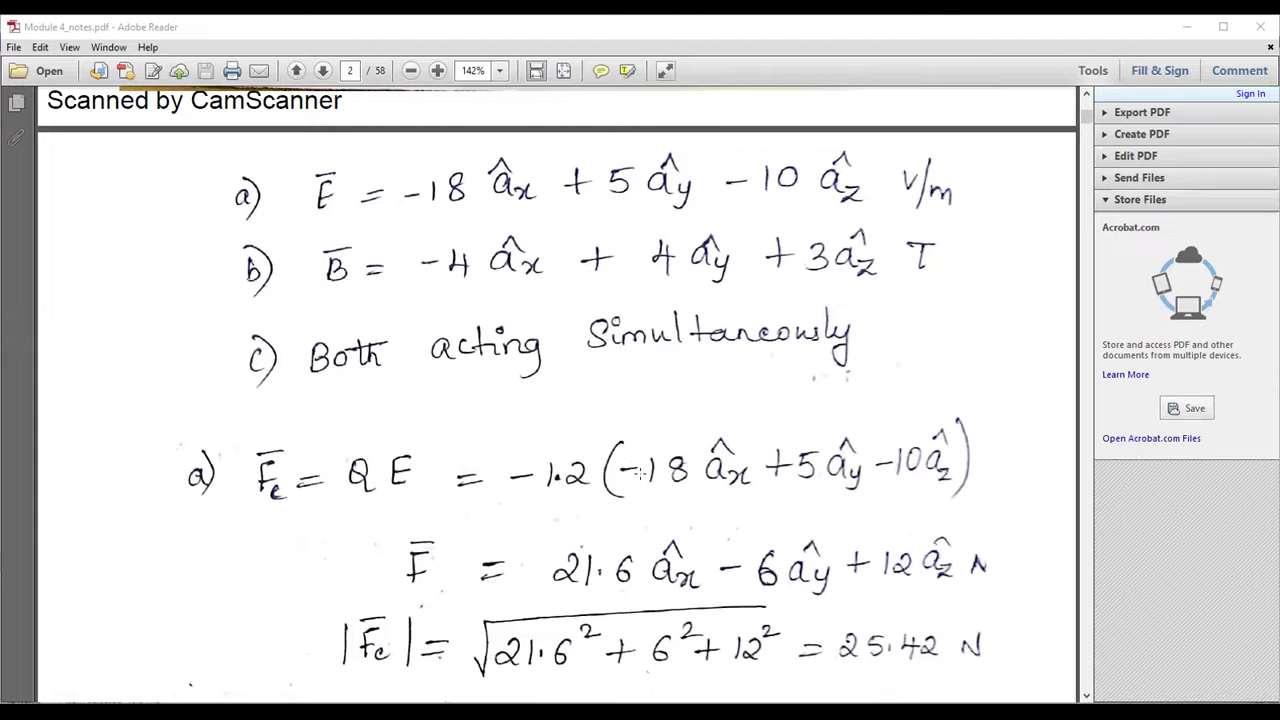 Module 4_notes.pdf - Adobe Reader
File Edit View Window Help
Open 2 / 58 142% Tools Fill & Sign Comment
Sign In
Scanned by CamScanner
a) E̅ = -18 âx + 5 ây - 10 âz V/m
b) B̅ = -4 âx + 4 ây + 3 âz T
c) Both acting Simultaneously
a) F̅e = Q E = -1.2 (-18 âx + 5 ây - 10 âz)
F̅ = 21.6 âx - 6 ây + 12 âz N
|F̅e| = √21.6² + 6² + 12² = 25.42 N
Export PDF
Create PDF
Edit PDF
Send Files
Store Files
Acrobat.com
Store and access PDF and other
documents from multiple devices.
Learn More
Save
Open Acrobat.com Files